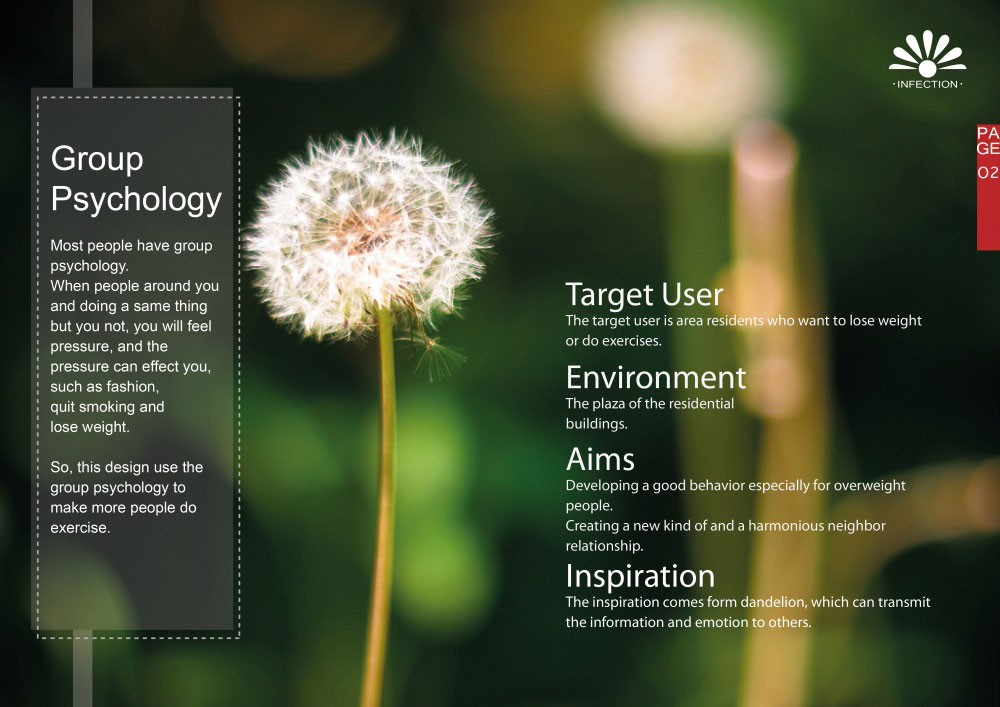 · INFECTION ·
PA
GE
02
Group
Psychology
Most people have group
psychology.
When people around you
and doing a same thing
but you not, you will feel
pressure, and the
pressure can effect you,
such as fashion,
quit smoking and
lose weight.
So, this design use the
group psychology to
make more people do
exercise.
Target User
The target user is area residents who want to lose weight
or do exercises.
Environment
The plaza of the residential
buildings.
Aims
Developing a good behavior especially for overweight
people.
Creating a new kind of and a harmonious neighbor
relationship.
Inspiration
The inspiration comes form dandelion, which can transmit
the information and emotion to others.